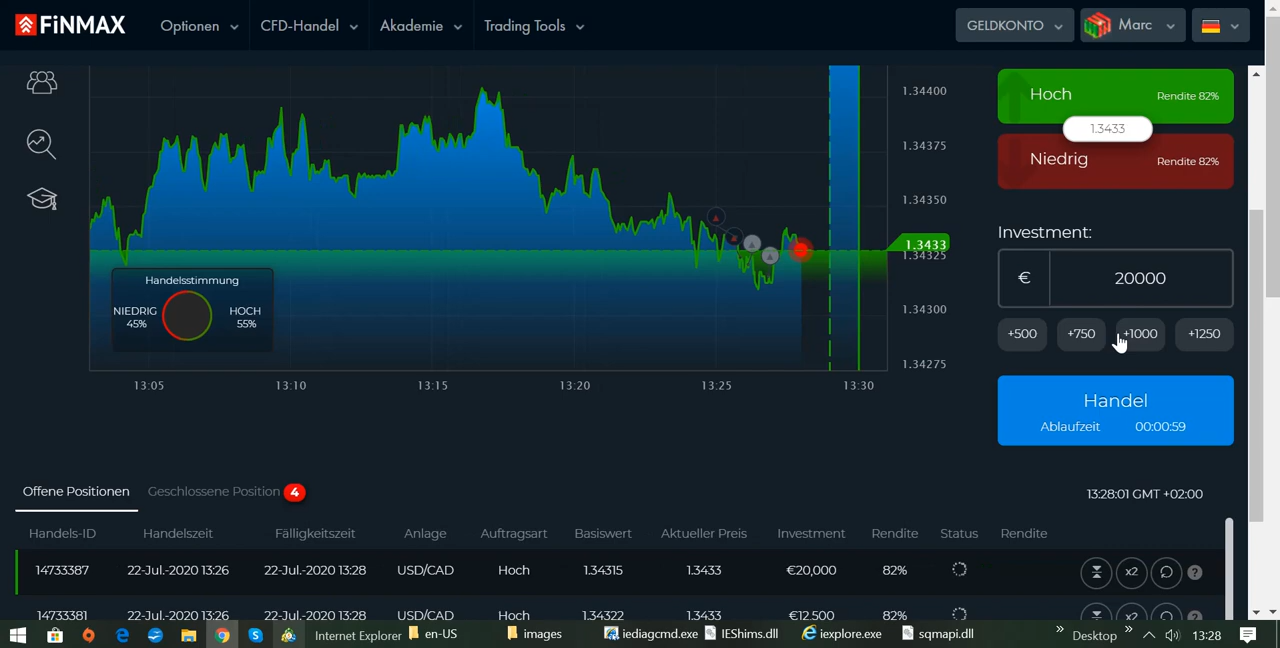 FiNMAX Optionen CFD-Handel Akademie Trading Tools GELDKONTO Marc
1.34400
1.34375
1.34350
1.3433
1.34325
1.34300
1.34275
Handelsstimmung
NIEDRIG HOCH
45% 55%
13:05 13:10 13:15 13:20 13:25 13:30
Hoch Rendite 82%
1.3433
Niedrig Rendite 82%
Investment:
€ 20000
+500 +750 +1000 +1250
Handel
Ablaufzeit 00:00:59
Offene Positionen Geschlossene Position 4 13:28:01 GMT +02:00
Handels-ID Handelszeit Fälligkeitszeit Anlage Auftragsart Basiswert Aktueller Preis Investment Rendite Status Rendite
14733387 22-Jul.-2020 13:26 22-Jul.-2020 13:28 USD/CAD Hoch 1.34315 1.3433 €20,000 82% x2 ?
14733381 22-Jul.-2020 13:26 22-Jul.-2020 13:28 USD/CAD Hoch 1.34322 1.3433 €12,500 82% x2 ?
Internet Explorer en-US images iediagcmd.exe IEShims.dll iexplore.exe sqmapi.dll » Desktop » 13:28